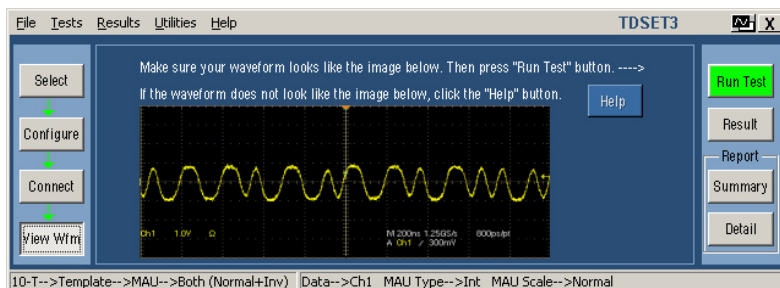 File Tests Results Utilities Help TDSET3 X
Select
Configure
Connect
View Wfm
Make sure your waveform looks like the image below. Then press "Run Test" button. ---->
If the waveform does not look like the image below, click the "Help" button.
Help
Ch1 1.0V Ω M 200ns 1.25GS/s 800ps/pt
A Ch1 / 300mV
Run Test
Result
Report
Summary
Detail
10-T-->Template-->MAU-->Both (Normal+Inv) Data-->Ch1 MAU Type-->Int MAU Scale-->Normal